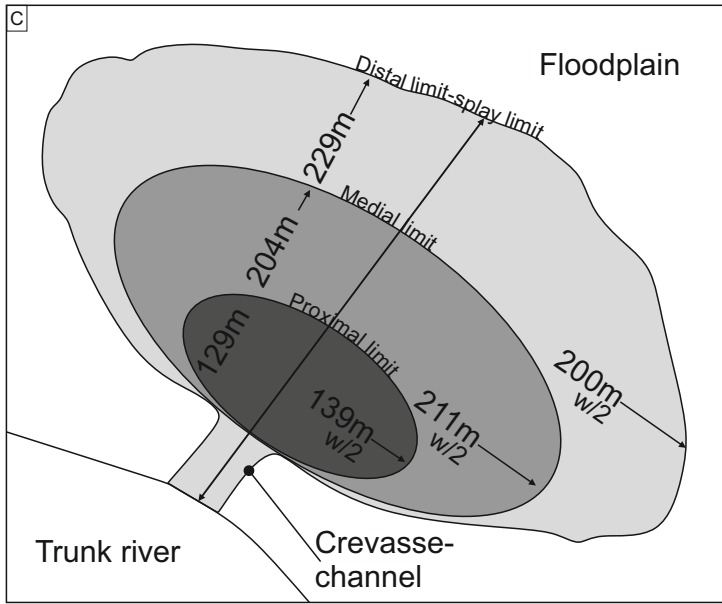 C
Floodplain
Distal limit-splay limit
229m
Medial limit
204m
Proximal limit
129m
200m
w/2
211m
w/2
139m
w/2
Trunk river
Crevasse-
channel